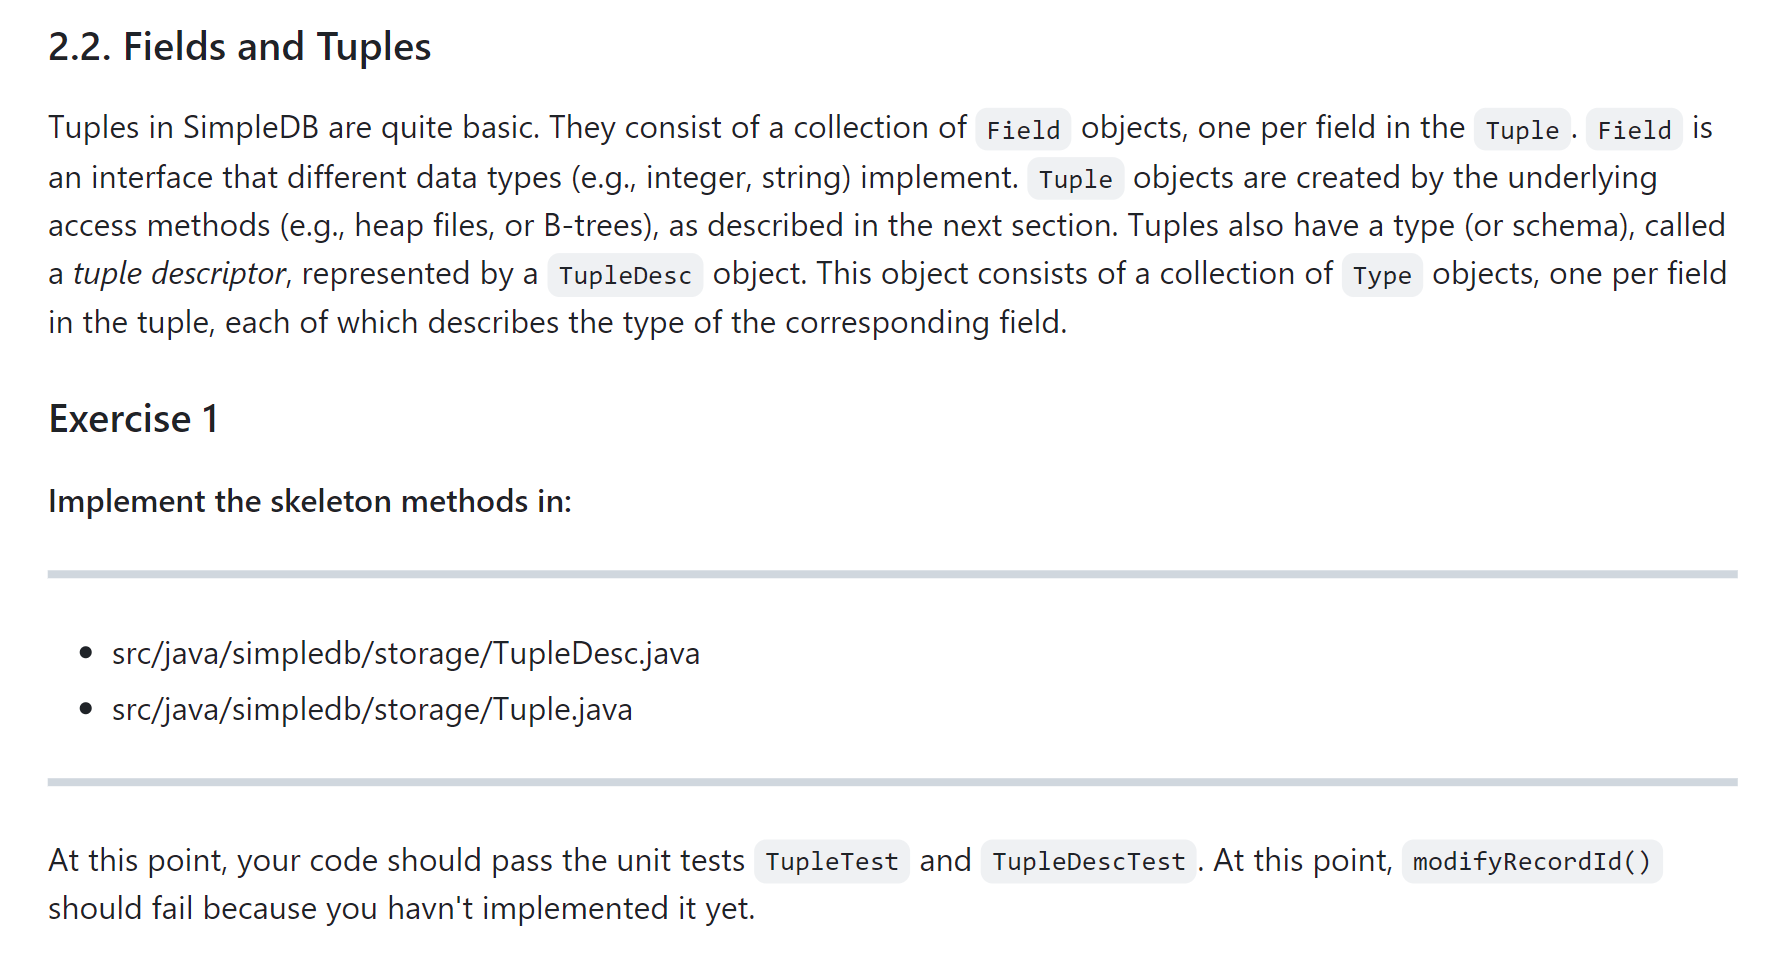 2.2. Fields and Tuples
Tuples in SimpleDB are quite basic. They consist of a collection of Field objects, one per field in the Tuple. Field is
an interface that different data types (e.g., integer, string) implement. Tuple objects are created by the underlying
access methods (e.g., heap files, or B-trees), as described in the next section. Tuples also have a type (or schema), called
a tuple descriptor, represented by a TupleDesc object. This object consists of a collection of Type objects, one per field
in the tuple, each of which describes the type of the corresponding field.
Exercise 1
Implement the skeleton methods in:
• src/java/simpledb/storage/TupleDesc.java
• src/java/simpledb/storage/Tuple.java
At this point, your code should pass the unit tests TupleTest and TupleDescTest. At this point, modifyRecordId()
should fail because you havn't implemented it yet.